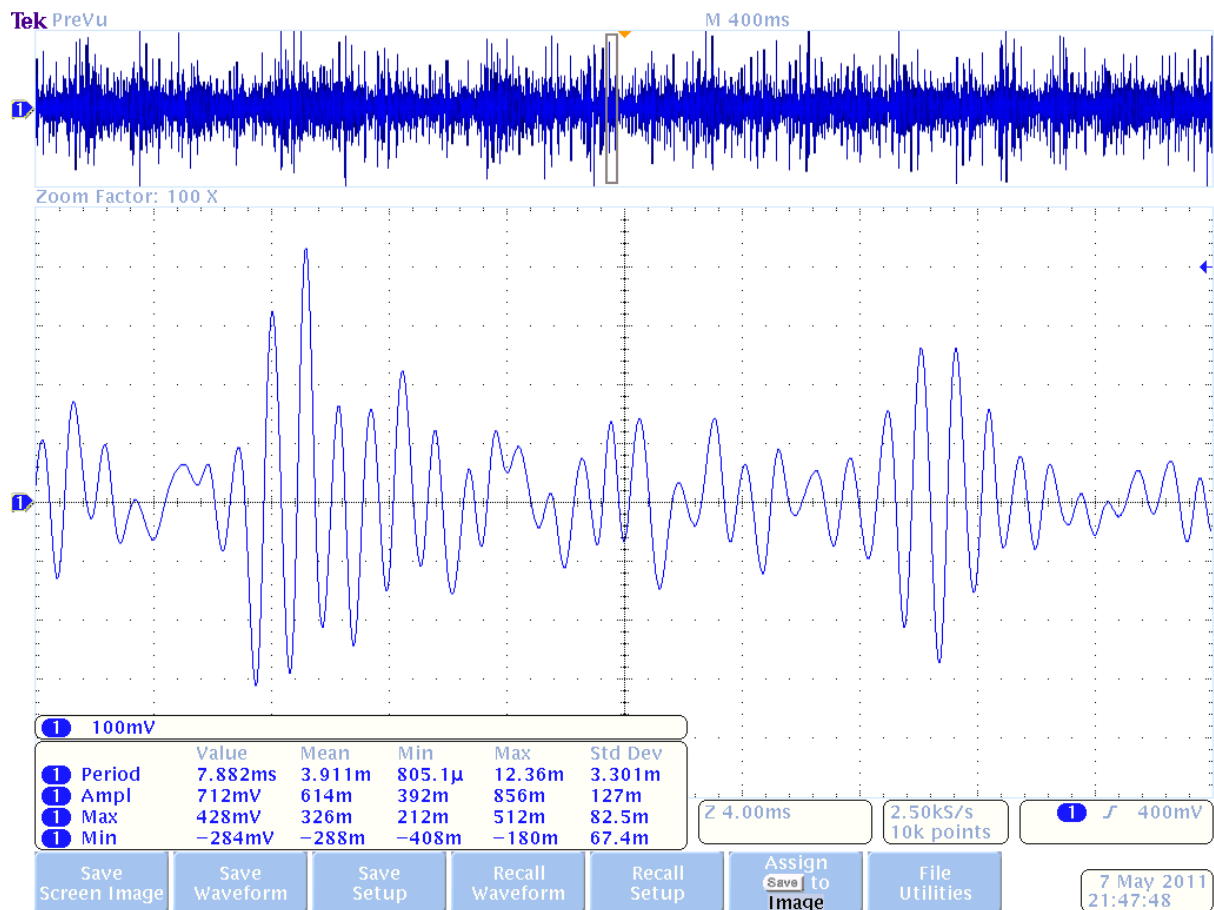 Tek PreVu M 400ms
1
Zoom Factor: 100 X
1
1 100mV
Value Mean Min Max Std Dev
1 Period 7.882ms 3.911m 805.1µ 12.36m 3.301m
1 Ampl 712mV 614m 392m 856m 127m
1 Max 428mV 326m 212m 512m 82.5m
1 Min −284mV −288m −408m −180m 67.4m
Z 4.00ms
2.50kS/s
10k points
1 400mV
Save
Screen Image
Save
Waveform
Save
Setup
Recall
Waveform
Recall
Setup
Assign
Save to
Image
File
Utilities
7 May 2011
21:47:48